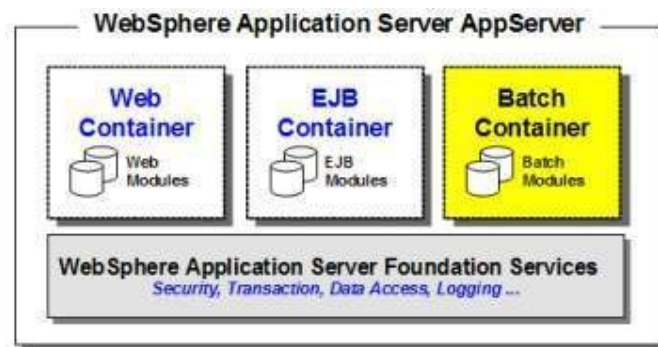 WebSphere Application Server AppServer
Web
Container
Web
Modules
EJB
Container
EJB
Modules
Batch
Container
Batch
Modules
WebSphere Application Server Foundation Services
Security, Transaction, Data Access, Logging ...